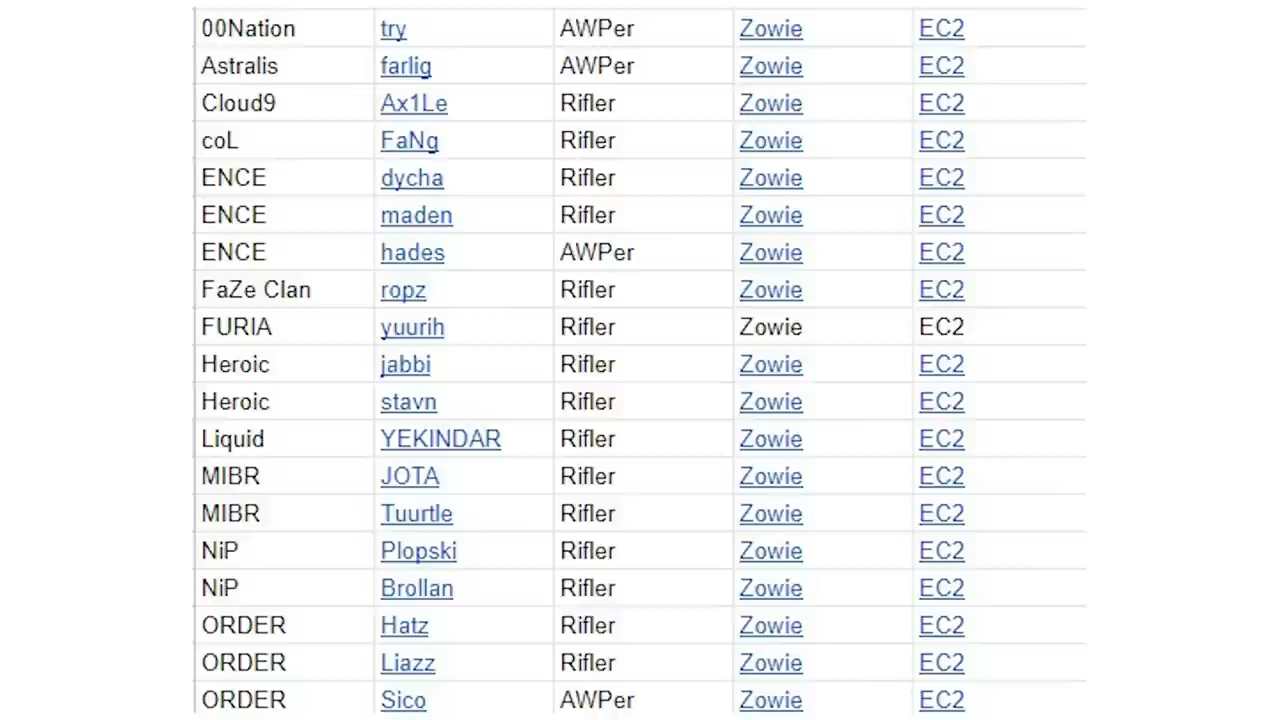 00Nation try AWPer Zowie EC2
Astralis farlig AWPer Zowie EC2
Cloud9 Ax1Le Rifler Zowie EC2
coL FaNg Rifler Zowie EC2
ENCE dycha Rifler Zowie EC2
ENCE maden Rifler Zowie EC2
ENCE hades AWPer Zowie EC2
FaZe Clan ropz Rifler Zowie EC2
FURIA yuurih Rifler Zowie EC2
Heroic jabbi Rifler Zowie EC2
Heroic stavn Rifler Zowie EC2
Liquid YEKINDAR Rifler Zowie EC2
MIBR JOTA Rifler Zowie EC2
MIBR Tuurtle Rifler Zowie EC2
NiP Plopski Rifler Zowie EC2
NiP Brollan Rifler Zowie EC2
ORDER Hatz Rifler Zowie EC2
ORDER Liazz Rifler Zowie EC2
ORDER Sico AWPer Zowie EC2